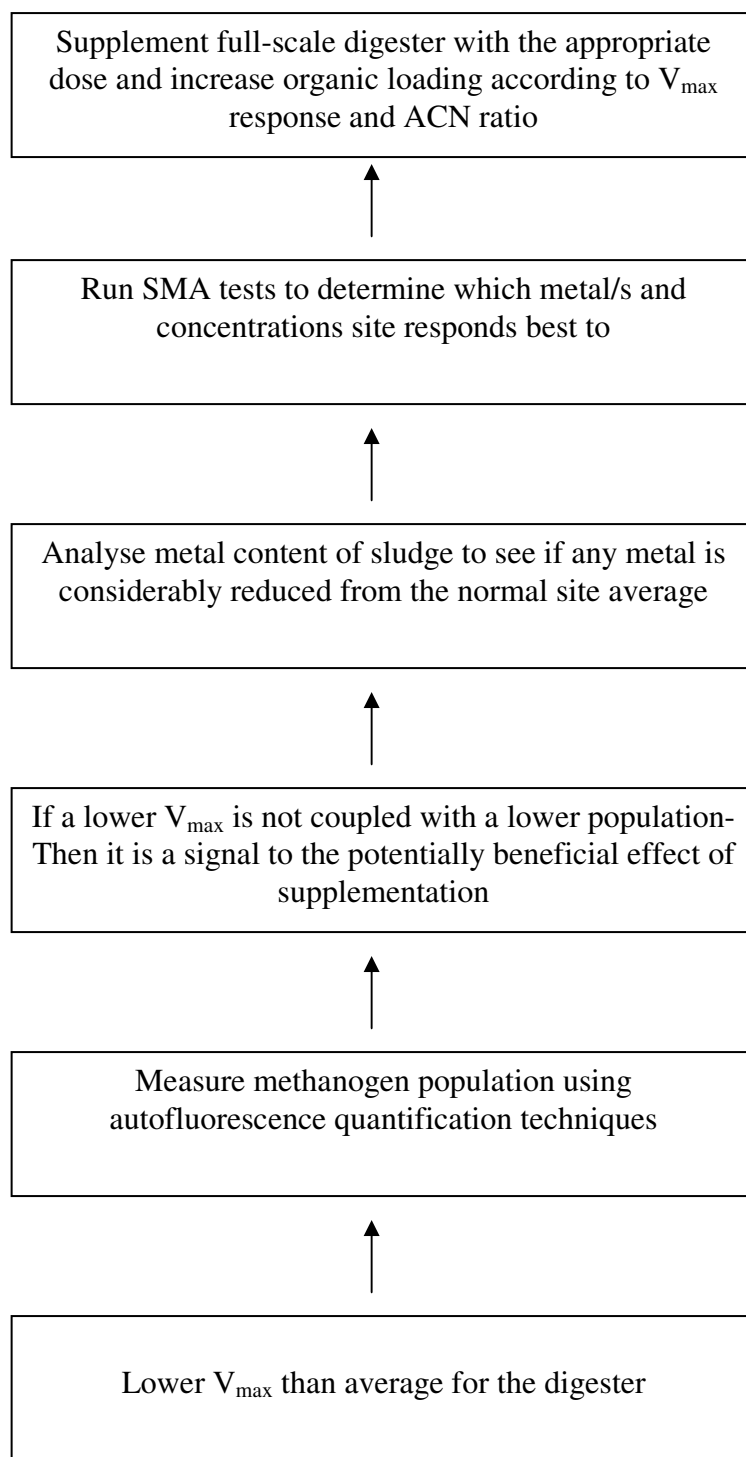 Supplement full-scale digester with the appropriate
dose and increase organic loading according to Vmax
response and ACN ratio
Run SMA tests to determine which metal/s and
concentrations site responds best to
Analyse metal content of sludge to see if any metal is
considerably reduced from the normal site average
If a lower Vmax is not coupled with a lower population-
Then it is a signal to the potentially beneficial effect of
supplementation
Measure methanogen population using
autofluorescence quantification techniques
Lower Vmax than average for the digester